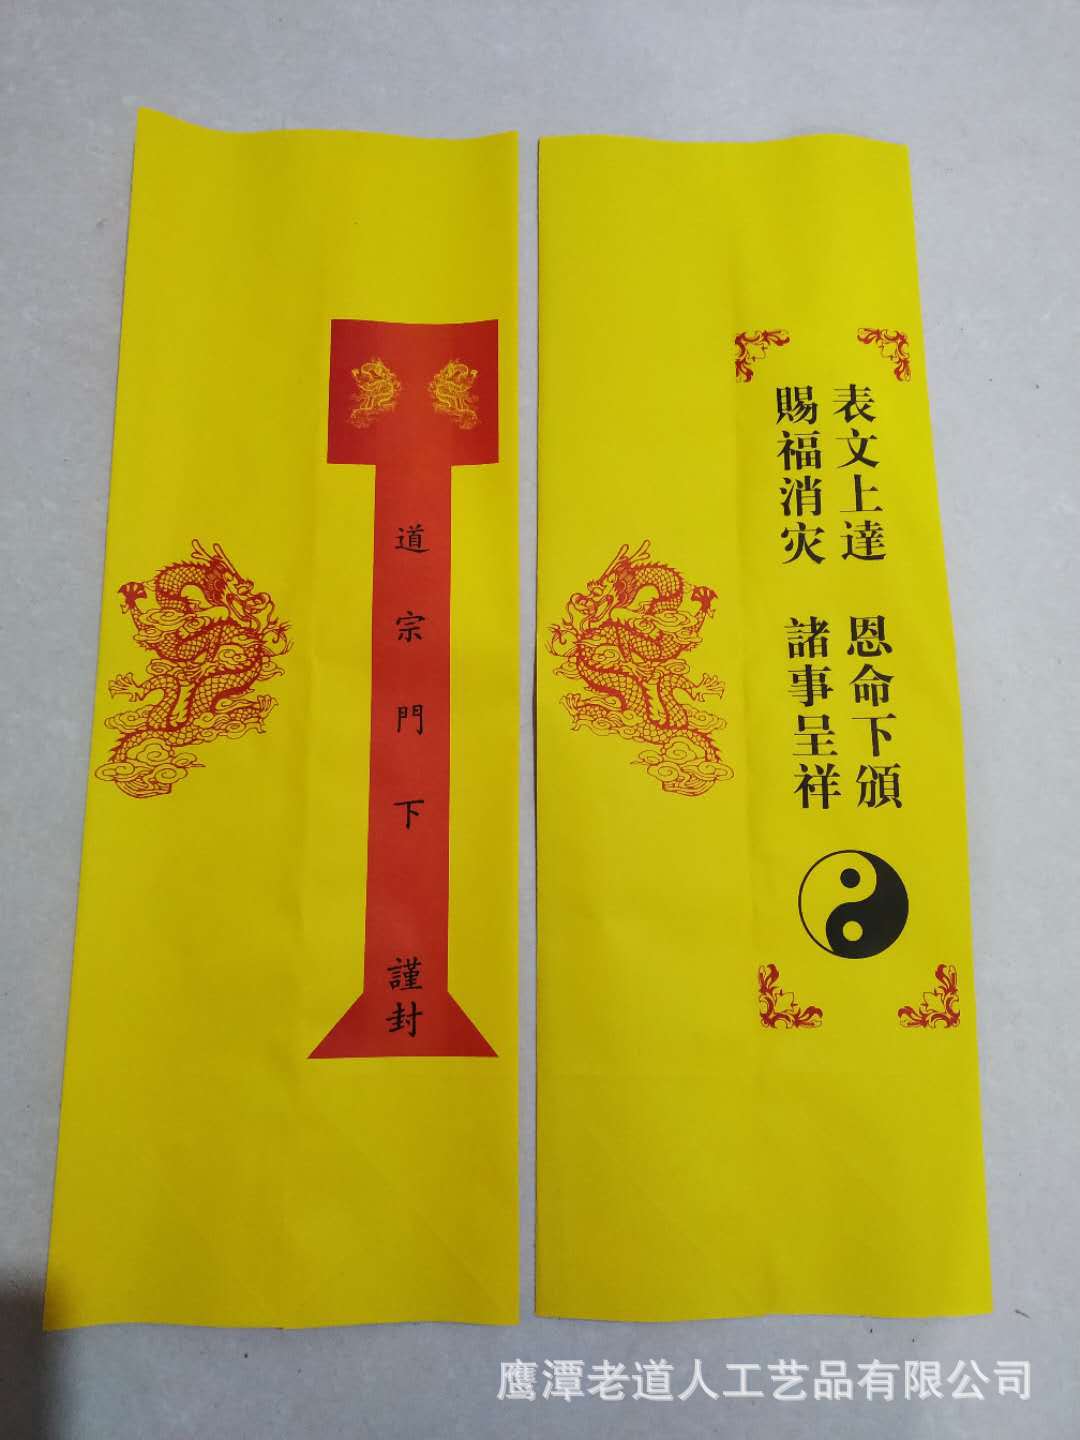 道宗門下 謹封
表文上達 恩命下頒
賜福消灾 諸事呈祥
鹰潭老道人工艺品有限公司